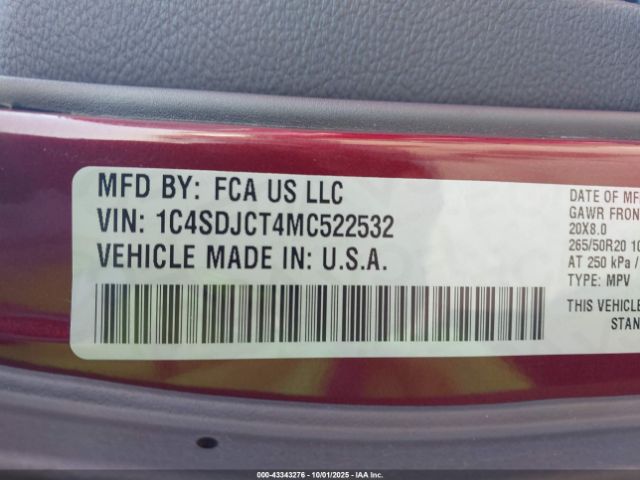 MFD BY: FCA US LLC
VIN: 1C4SDJCT4MC522532
VEHICLE MADE IN: U.S.A.
DATE OF MF
GAWR FRON
20X8.0
265/50R20 10
AT 250 kPa /
TYPE: MPV
THIS VEHICLE
STAN
© - 43343276 - 10/01/2025 - IAA Inc.